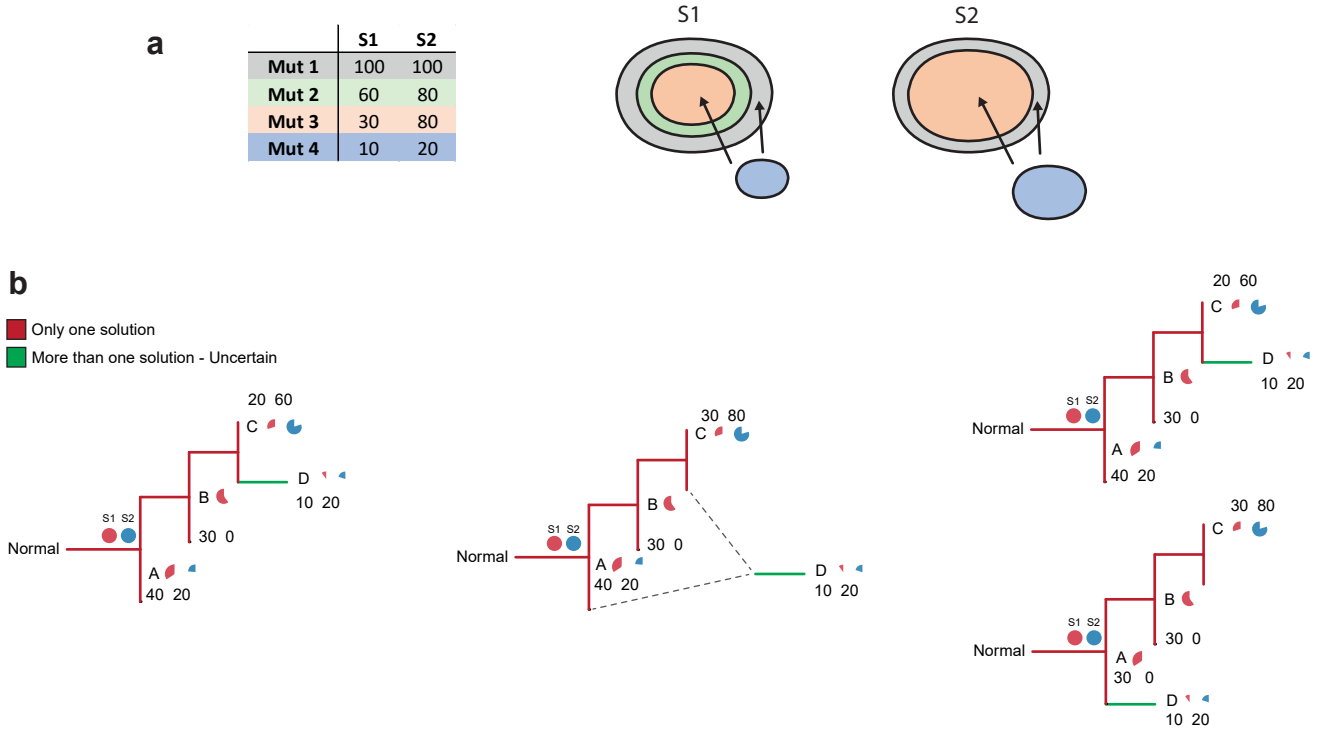 a
S1 S2
Mut 1 100 100
Mut 2 60 80
Mut 3 30 80
Mut 4 10 20
S1
S2
b
Only one solution
More than one solution - Uncertain
20 60
C
D
10 20
B
30 0
S1 S2
Normal
A
40 20
30 80
C
B
30 0
S1 S2
Normal
A
40 20
D
10 20
20 60
C
D
10 20
B
30 0
S1 S2
Normal
A
40 20
30 80
C
B
30 0
S1 S2
Normal
A
30 0
D
10 20